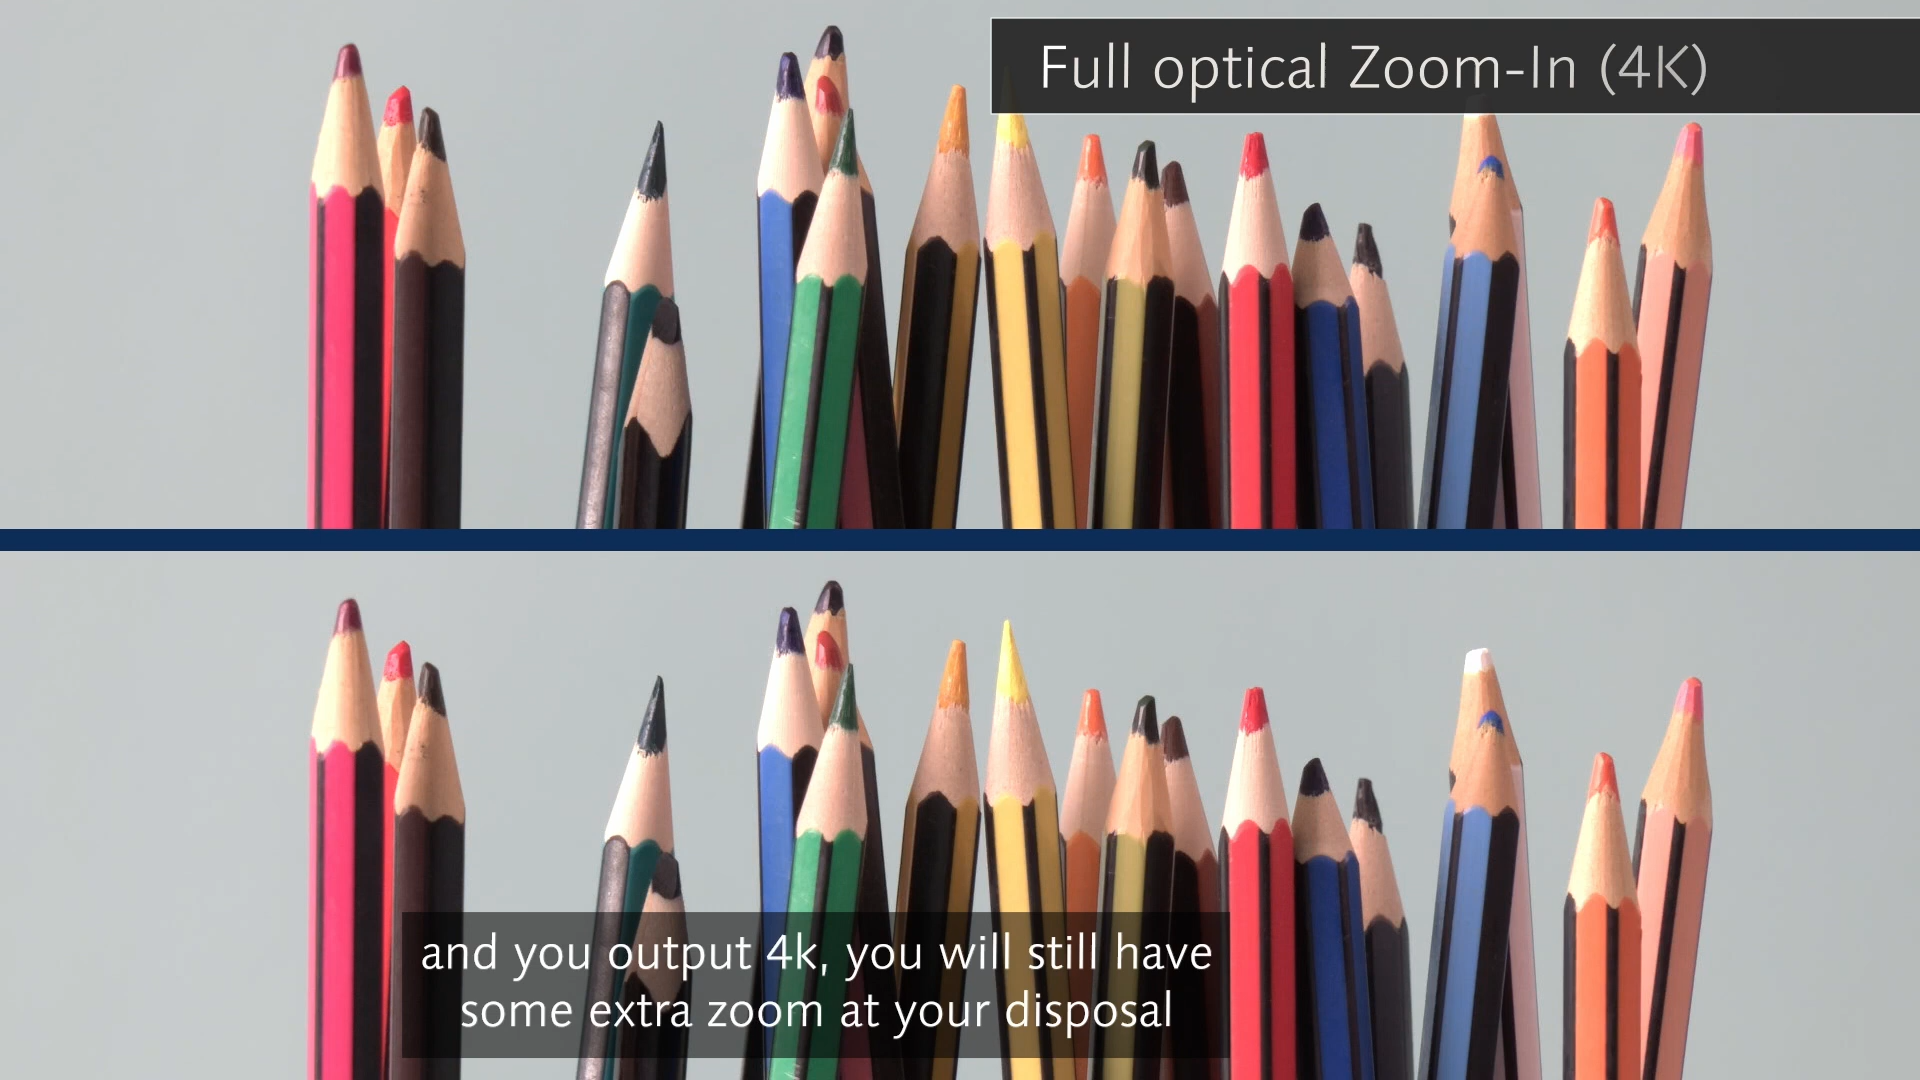 Full optical Zoom-In (4K)
and you output 4k, you will still have
some extra zoom at your disposal